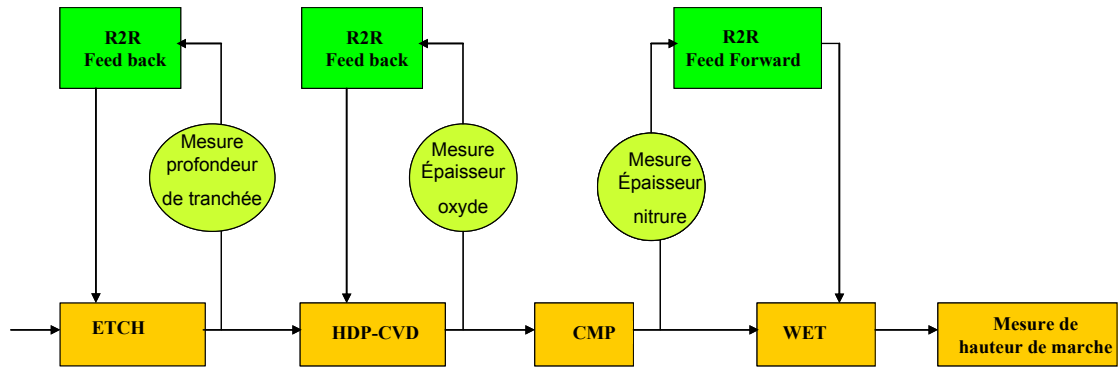 R2R
Feed back
R2R
Feed back
R2R
Feed Forward
Mesure
profondeur
de tranchée
Mesure
Épaisseur
oxyde
Mesure
Épaisseur
nitrure
ETCH
HDP-CVD
CMP
WET
Mesure de
hauteur de marche